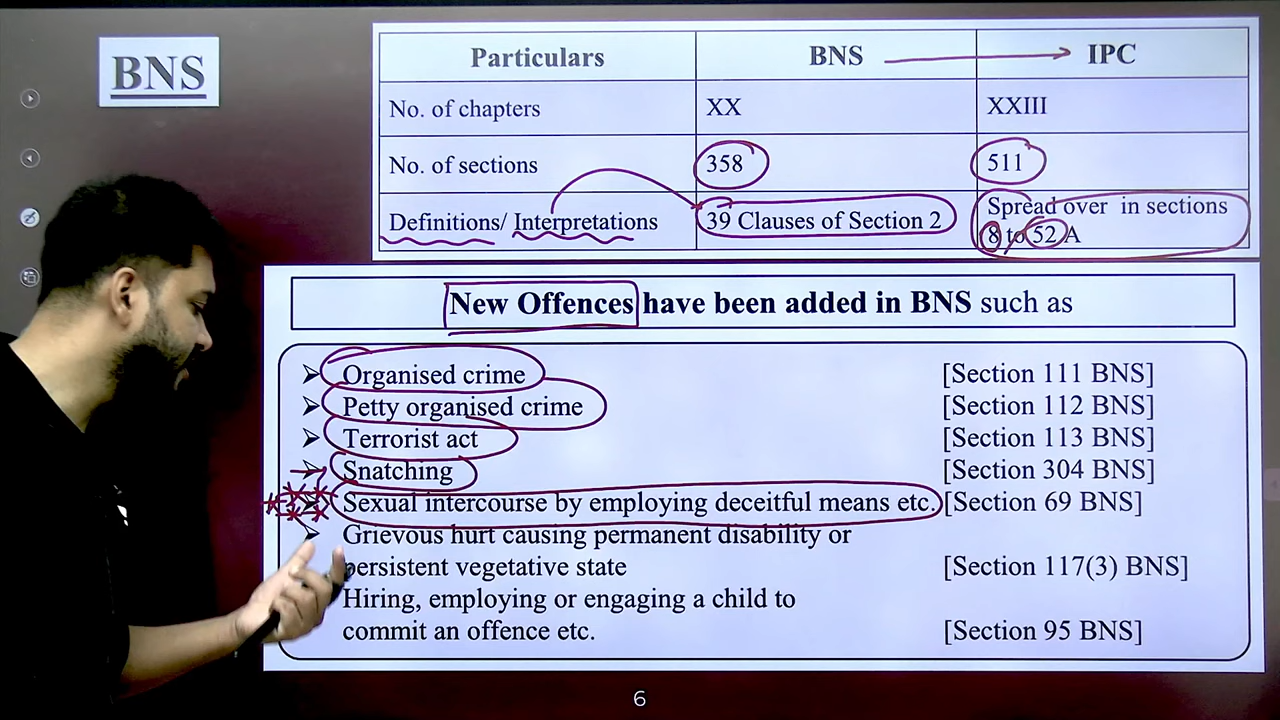 BNS
Particulars BNS IPC
No. of chapters XX XXIII
No. of sections 358 511
Definitions/ Interpretations 39 Clauses of Section 2 Spread over in sections
8 to 52 A
New Offences have been added in BNS such as
Organised crime [Section 111 BNS]
Petty organised crime [Section 112 BNS]
Terrorist act [Section 113 BNS]
Snatching [Section 304 BNS]
Sexual intercourse by employing deceitful means etc. [Section 69 BNS]
Grievous hurt causing permanent disability or
persistent vegetative state [Section 117(3) BNS]
Hiring, employing or engaging a child to
commit an offence etc. [Section 95 BNS]
6